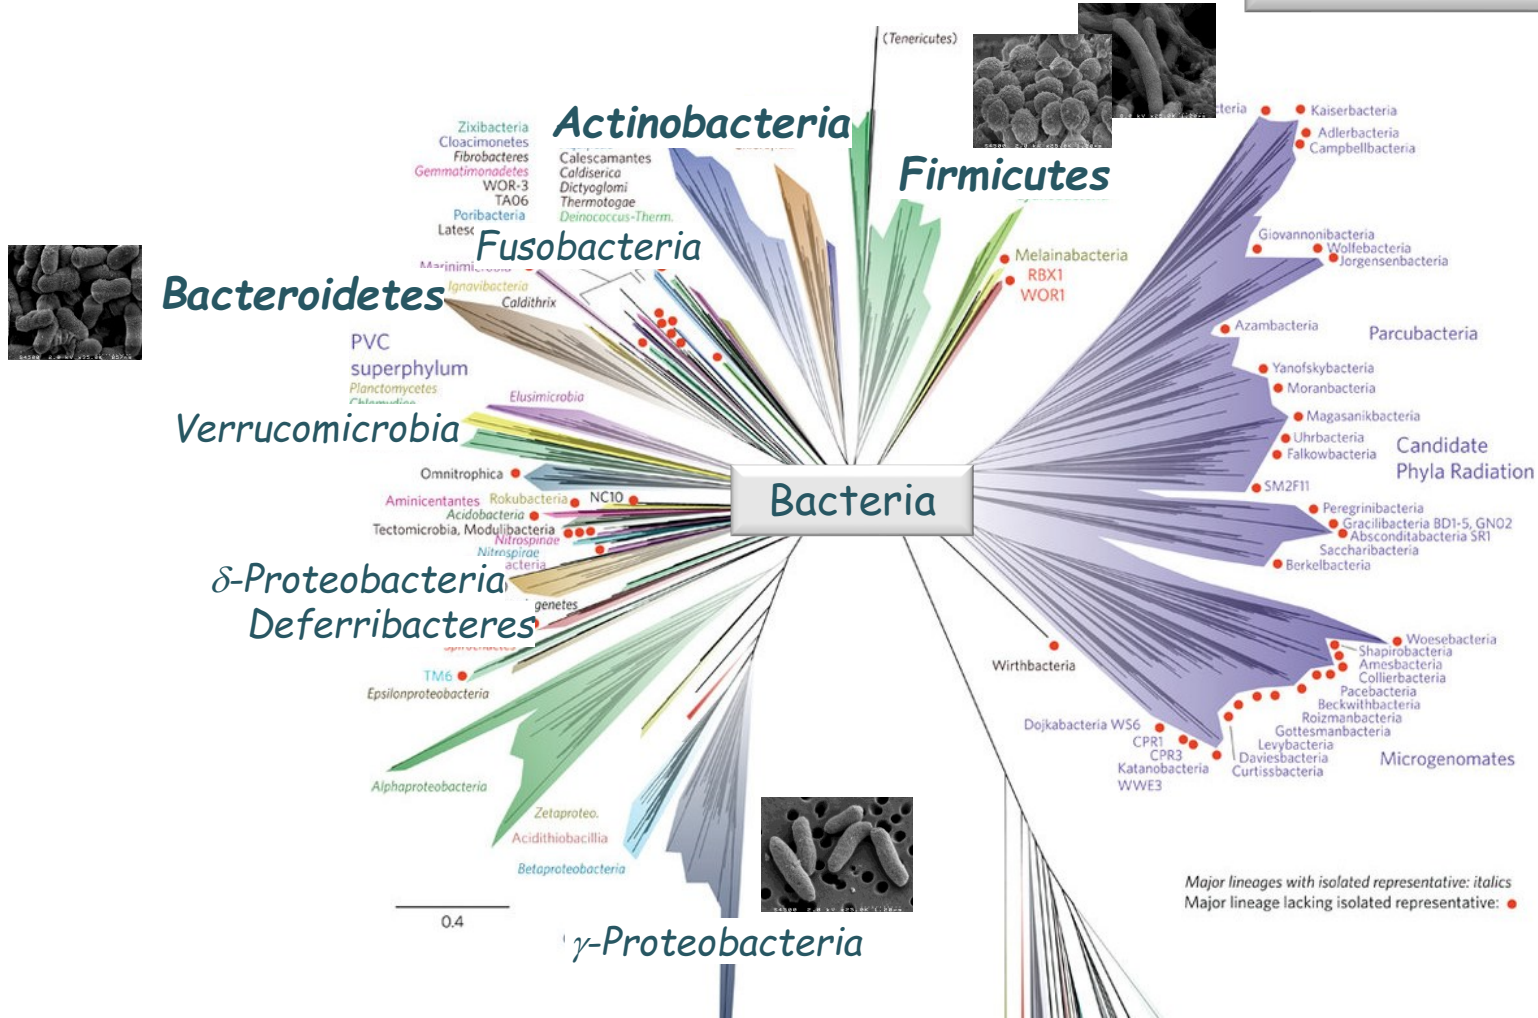 (Tenericutes)
Actinobacteria
Firmicutes
Zixibacteria
Cloacimonetes
Fibrobacteres
Gemmatimonadetes
WOR-3
TA06
Poribacteria
Calescamantes
Caldiserica
Dictyoglomi
Thermotogae
Deinococcus-Therm.
Fusobacteria
Ignavibacteria
Caldithrix
Bacteroidetes
PVC
superphylum
Planctomycetes
Elusimicrobia
Verrucomicrobia
Omnitrophica
Aminicentantes
Rokubacteria
NC10
Acidobacteria
Tectomicrobia, Modulibacteria
Nitrospinae
Nitrospirae
δ-Proteobacteria
Deferribacteres
TM6
Epsilonproteobacteria
Alphaproteobacteria
Zetaproteo.
Acidithiobacillia
Betaproteobacteria
γ-Proteobacteria
0.4
Bacteria
Melainabacteria
RBX1
WOR1
Kaiserbacteria
Adlerbacteria
Campbellbacteria
Giovannonibacteria
Wolfebacteria
Jorgensenbacteria
Azambacteria
Parcubacteria
Yanofskybacteria
Moranbacteria
Magasanikbacteria
Uhrbacteria
Falkowbacteria
Candidate
Phyla Radiation
SM2F11
Peregrinibacteria
Gracilibacteria BD1-5, GN02
Absconditabacteria SR1
Saccharibacteria
Berkelbacteria
Wirthbacteria
Woesebacteria
Shapirobacteria
Amesbacteria
Collierbacteria
Pacebacteria
Beckwithbacteria
Roizmanbacteria
Gottesmanbacteria
Levybacteria
Daviesbacteria
Curtissbacteria
Microgenomates
Dojkabacteria WS6
CPR1
CPR3
Katanobacteria
WWE3
Major lineages with isolated representative: italics
Major lineage lacking isolated representative: